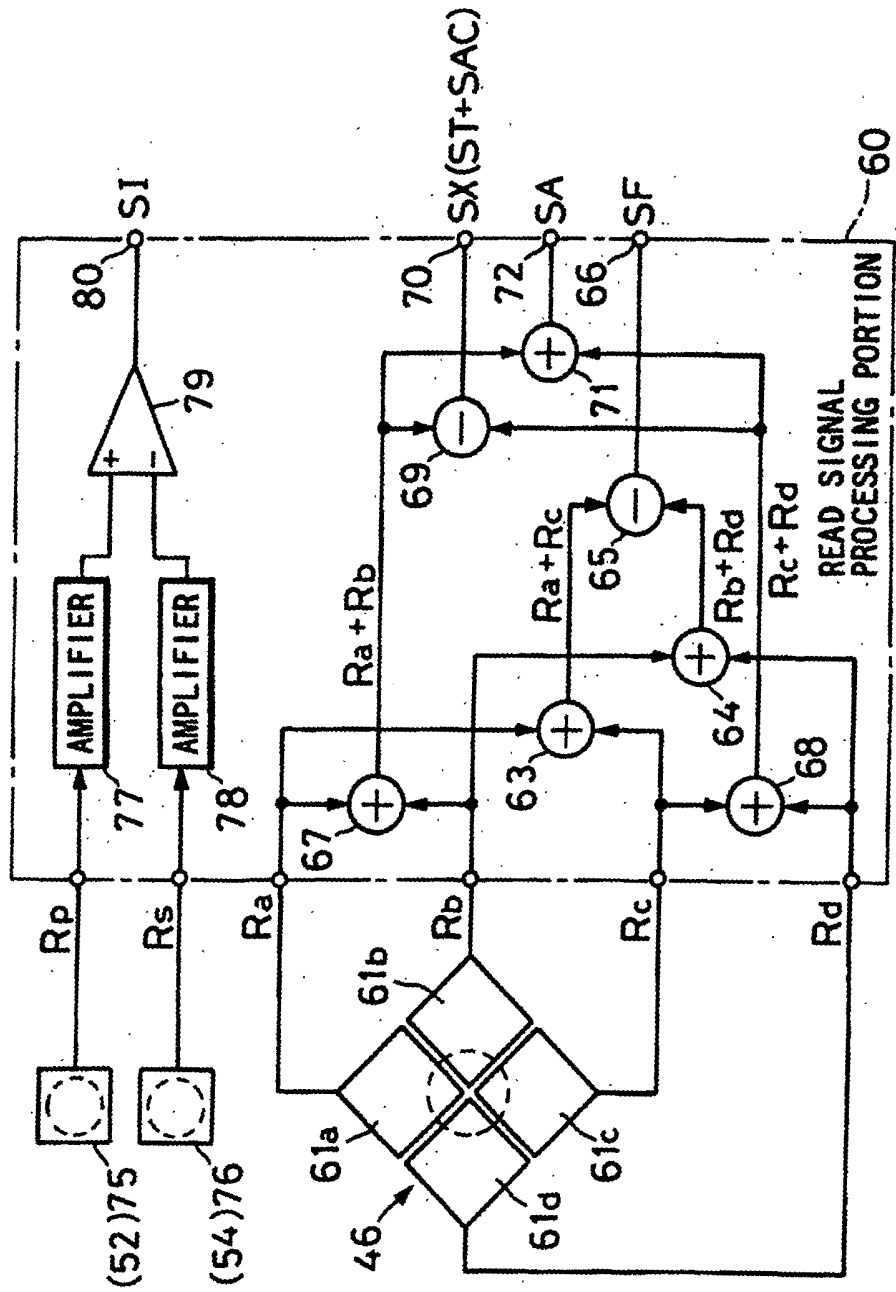 (52)75
(54)76
Rp
Rs
77
78
AMPLIFIER
AMPLIFIER
+
−
79
80
SI
46
61a
61b
61c
61d
Ra
Rb
Rc
Rd
67
+
63
+
64
+
68
+
Ra+Rb
Ra+Rc
Rb+Rd
Rc+Rd
69
−
65
−
71
+
70
SX(ST+SAC)
72
SA
66
SF
READ SIGNAL
PROCESSING PORTION
60